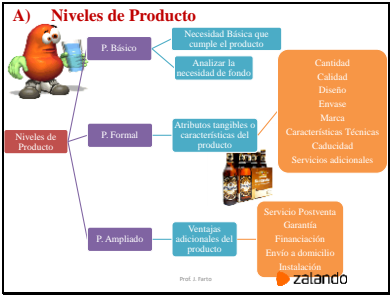 A) Niveles de Producto
Niveles de
Producto
P. Básico
Necesidad Básica que
cumple el producto
Analizar la
necesidad de fondo
P. Formal
Atributos tangibles o
características del
producto
Cantidad
Calidad
Diseño
Envase
Marca
Características Técnicas
Caducidad
Servicios adicionales
P. Ampliado
Ventajas
adicionales del
producto
Servicio Postventa
Garantía
Financiación
Envío a domicilio
Instalación
zalando
Prof. J. Farto